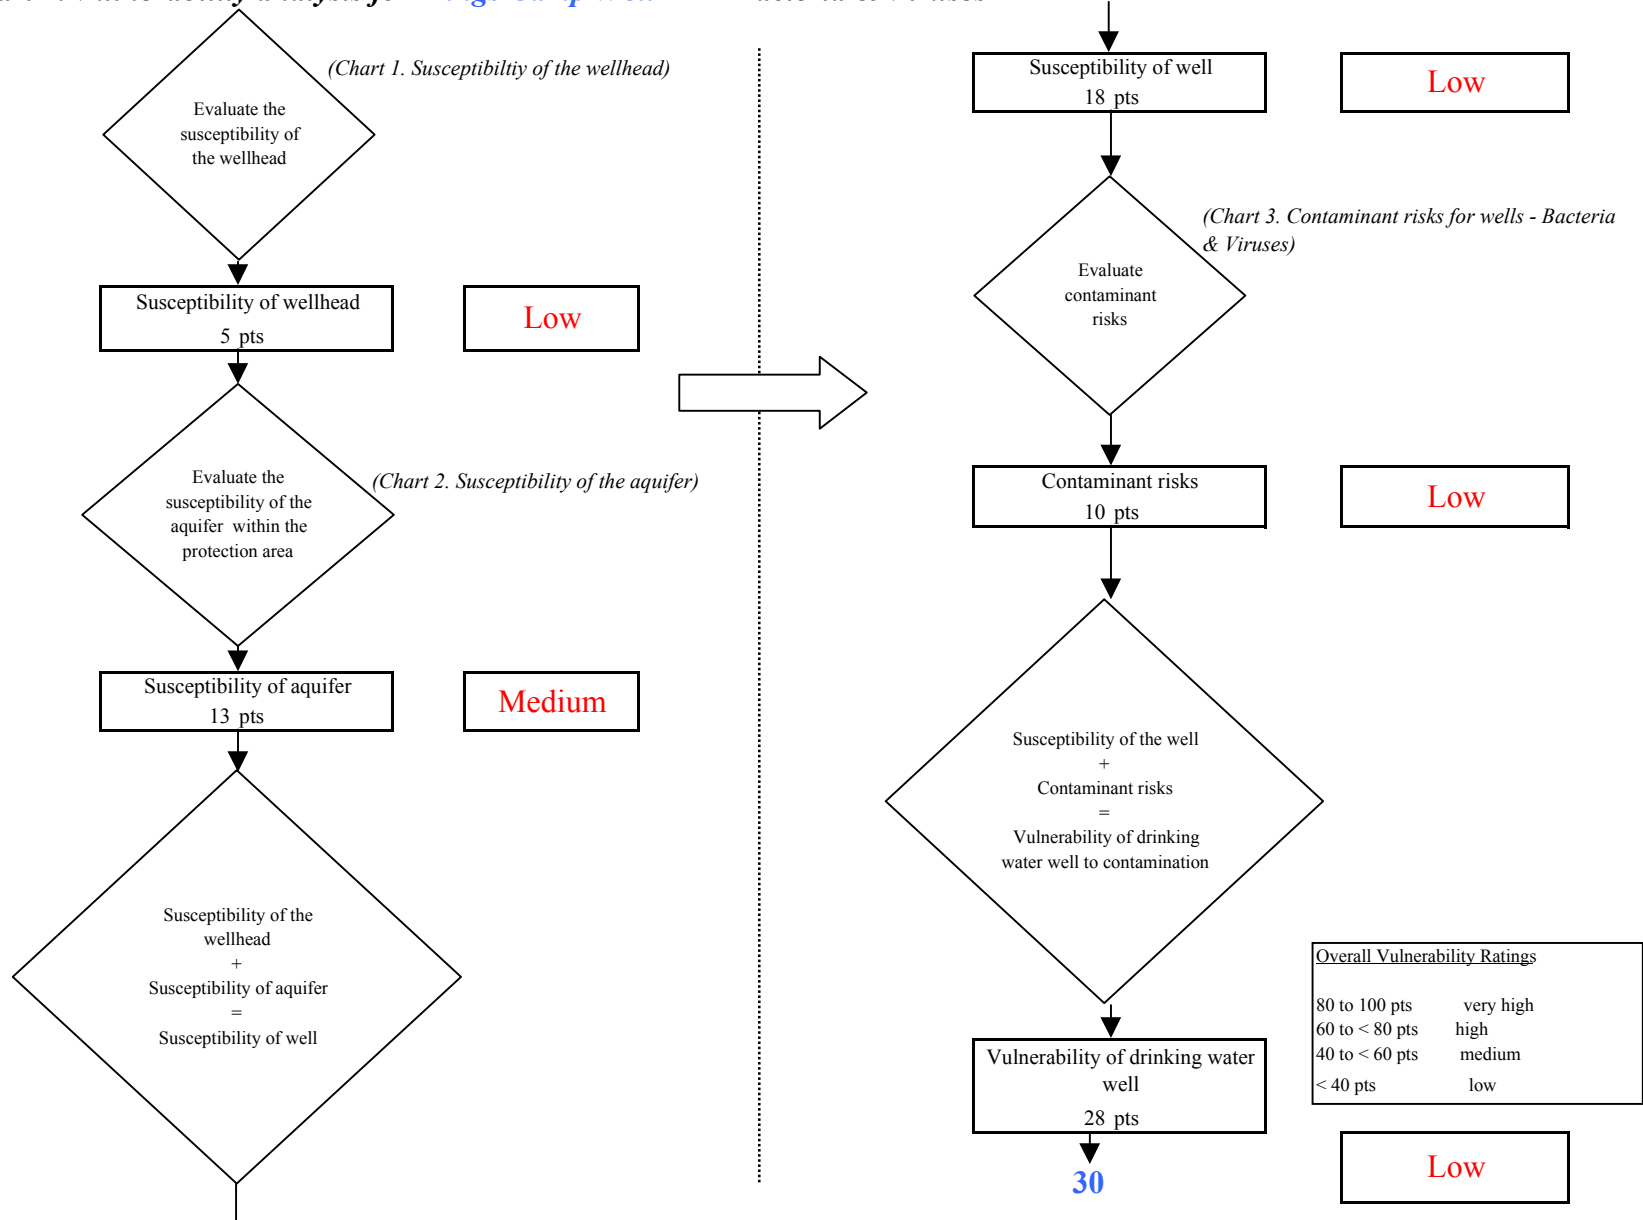 (Chart 1. Susceptibiltiy of the wellhead)
Evaluate the
susceptibility of
the wellhead
Susceptibility of wellhead
5 pts
Low
Evaluate the
susceptibility of the
aquifer within the
protection area
(Chart 2. Susceptibility of the aquifer)
Susceptibility of aquifer
13 pts
Medium
Susceptibility of the
wellhead
+
Susceptibility of aquifer
=
Susceptibility of well
Susceptibility of well
18 pts
Low
(Chart 3. Contaminant risks for wells - Bacteria
& Viruses)
Evaluate
contaminant
risks
Contaminant risks
10 pts
Low
Susceptibility of the well
+
Contaminant risks
=
Vulnerability of drinking
water well to contamination
Overall Vulnerability Ratings
80 to 100 pts very high
60 to < 80 pts high
40 to < 60 pts medium
< 40 pts low
Vulnerability of drinking water
well
28 pts
30
Low